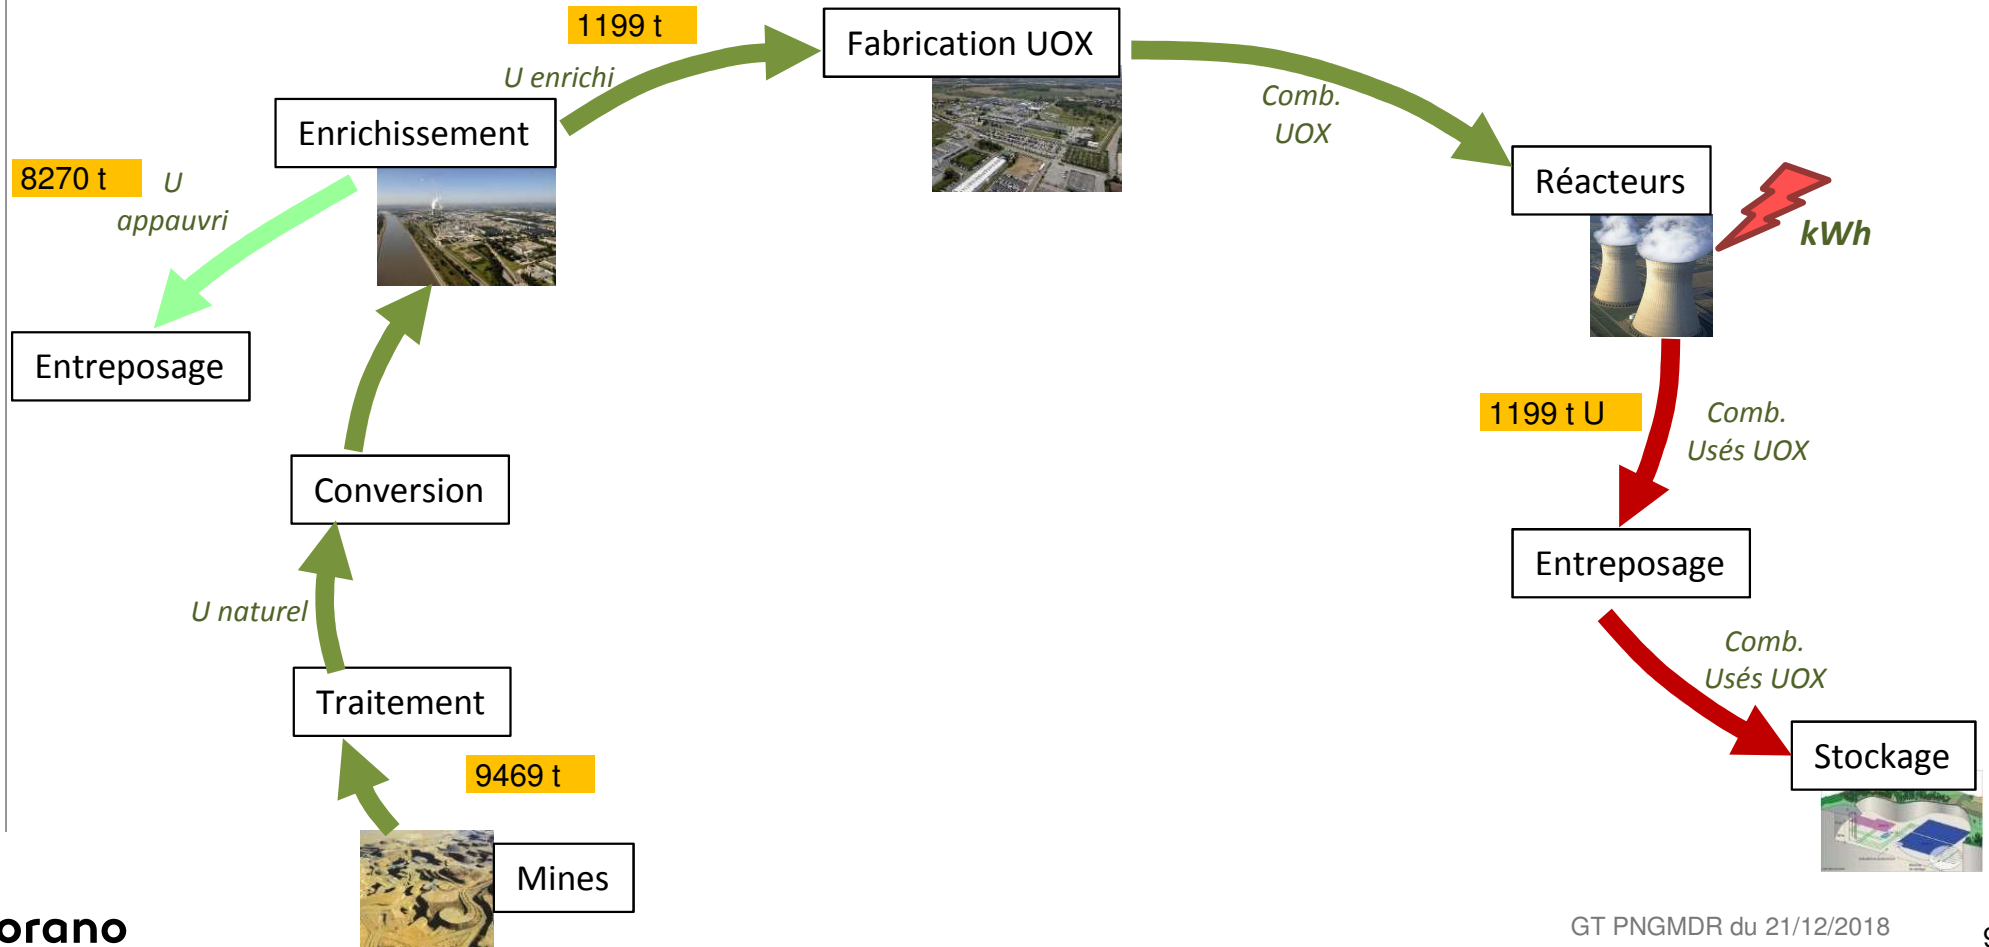 1199 t
Fabrication UOX
U enrichi
Comb.
UOX
Enrichissement
8270 t
U
appauvri
Réacteurs
kWh
Entreposage
1199 t U
Comb.
Usés UOX
Conversion
Entreposage
U naturel
Comb.
Usés UOX
Traitement
Stockage
9469 t
Mines
orano
GT PNGMDR du 21/12/2018
9